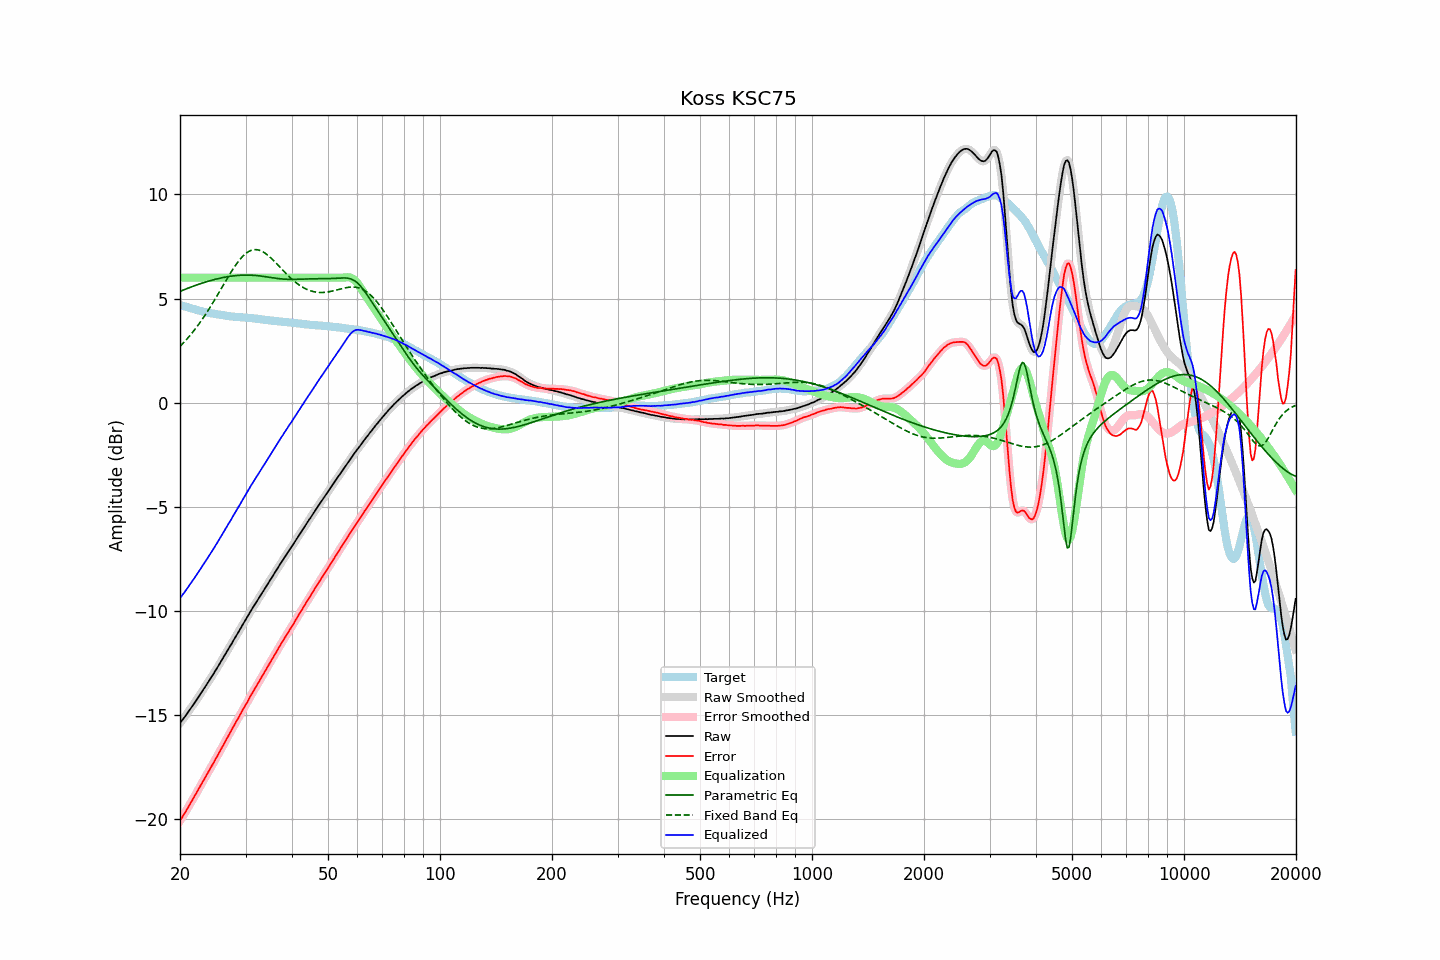 Koss KSC75
Amplitude (dBr)
10
5
0
−5
−10
−15
−20
Target
Raw Smoothed
Error Smoothed
Raw
Error
Equalization
Parametric Eq
Fixed Band Eq
Equalized
20 50 100 200 500 1000 2000 5000 10000 20000
Frequency (Hz)